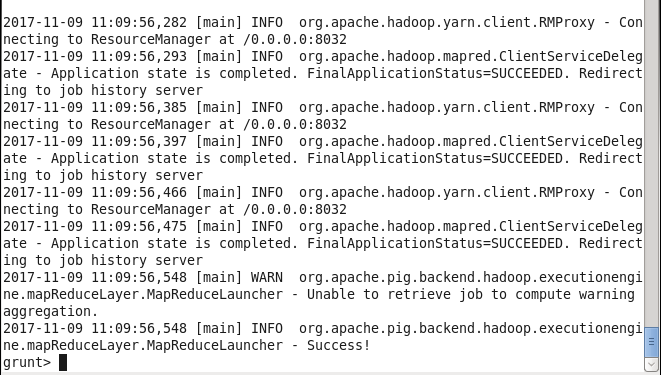 2017-11-09 11:09:56,282 [main] INFO  org.apache.hadoop.yarn.client.RMProxy - Con
necting to ResourceManager at /0.0.0.0:8032
2017-11-09 11:09:56,293 [main] INFO  org.apache.hadoop.mapred.ClientServiceDeleg
ate - Application state is completed. FinalApplicationStatus=SUCCEEDED. Redirect
ing to job history server
2017-11-09 11:09:56,385 [main] INFO  org.apache.hadoop.yarn.client.RMProxy - Con
necting to ResourceManager at /0.0.0.0:8032
2017-11-09 11:09:56,397 [main] INFO  org.apache.hadoop.mapred.ClientServiceDeleg
ate - Application state is completed. FinalApplicationStatus=SUCCEEDED. Redirect
ing to job history server
2017-11-09 11:09:56,466 [main] INFO  org.apache.hadoop.yarn.client.RMProxy - Con
necting to ResourceManager at /0.0.0.0:8032
2017-11-09 11:09:56,475 [main] INFO  org.apache.hadoop.mapred.ClientServiceDeleg
ate - Application state is completed. FinalApplicationStatus=SUCCEEDED. Redirect
ing to job history server
2017-11-09 11:09:56,548 [main] WARN  org.apache.pig.backend.hadoop.executionengi
ne.mapReduceLayer.MapReduceLauncher - Unable to retrieve job to compute warning
aggregation.
2017-11-09 11:09:56,548 [main] INFO  org.apache.pig.backend.hadoop.executionengi
ne.mapReduceLayer.MapReduceLauncher - Success!
grunt>